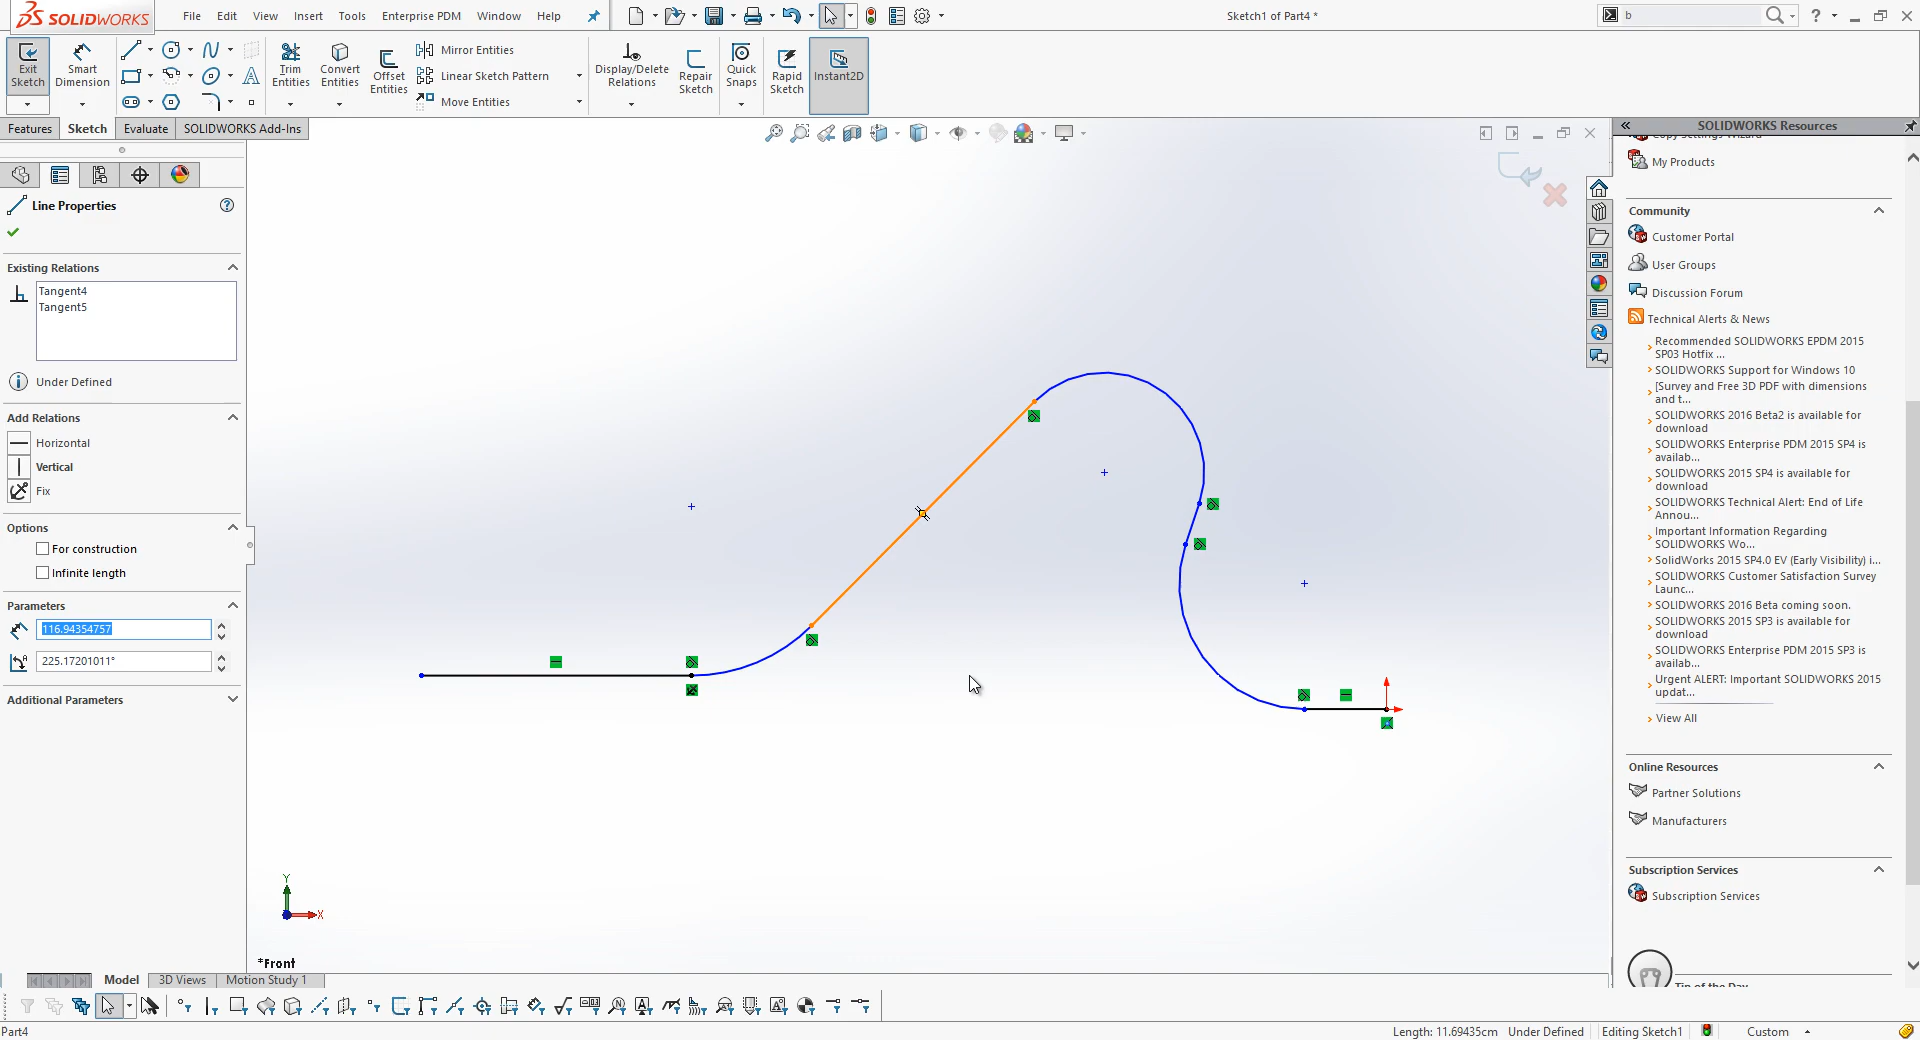 SOLIDWORKS File Edit View Insert Tools Enterprise PDM Window Help Sketch1 of Part4 * b
Exit Sketch
Smart Dimension
Trim Entities
Convert Entities
Offset Entities
Mirror Entities
Linear Sketch Pattern
Move Entities
Display/Delete Relations
Repair Sketch
Quick Snaps
Rapid Sketch
Instant2D
Features Sketch Evaluate SOLIDWORKS Add-Ins
Line Properties
Existing Relations
Tangent4
Tangent5
Under Defined
Add Relations
Horizontal
Vertical
Fix
Options
For construction
Infinite length
Parameters
116.94354757
225.17201011°
Additional Parameters
Y
X
*Front
SOLIDWORKS Resources
My Products
Community
Customer Portal
User Groups
Discussion Forum
Technical Alerts & News
Recommended SOLIDWORKS EPDM 2015
SP03 Hotfix ...
SOLIDWORKS Support for Windows 10
[Survey and Free 3D PDF with dimensions
and t...
SOLIDWORKS 2016 Beta2 is available for
download
SOLIDWORKS Enterprise PDM 2015 SP4 is
availab...
SOLIDWORKS 2015 SP4 is available for
download
SOLIDWORKS Technical Alert: End of Life
Annou...
Important Information Regarding
SOLIDWORKS Wo...
SolidWorks 2015 SP4.0 EV (Early Visibility) i...
SOLIDWORKS Customer Satisfaction Survey
Launc...
SOLIDWORKS 2016 Beta coming soon.
SOLIDWORKS 2015 SP3 is available for
download
SOLIDWORKS Enterprise PDM 2015 SP3 is
availab...
Urgent ALERT: Important SOLIDWORKS 2015
updat...
View All
Online Resources
Partner Solutions
Manufacturers
Subscription Services
Subscription Services
Model 3D Views Motion Study 1
Part4 Length: 11.69435cm Under Defined Editing Sketch1 Custom